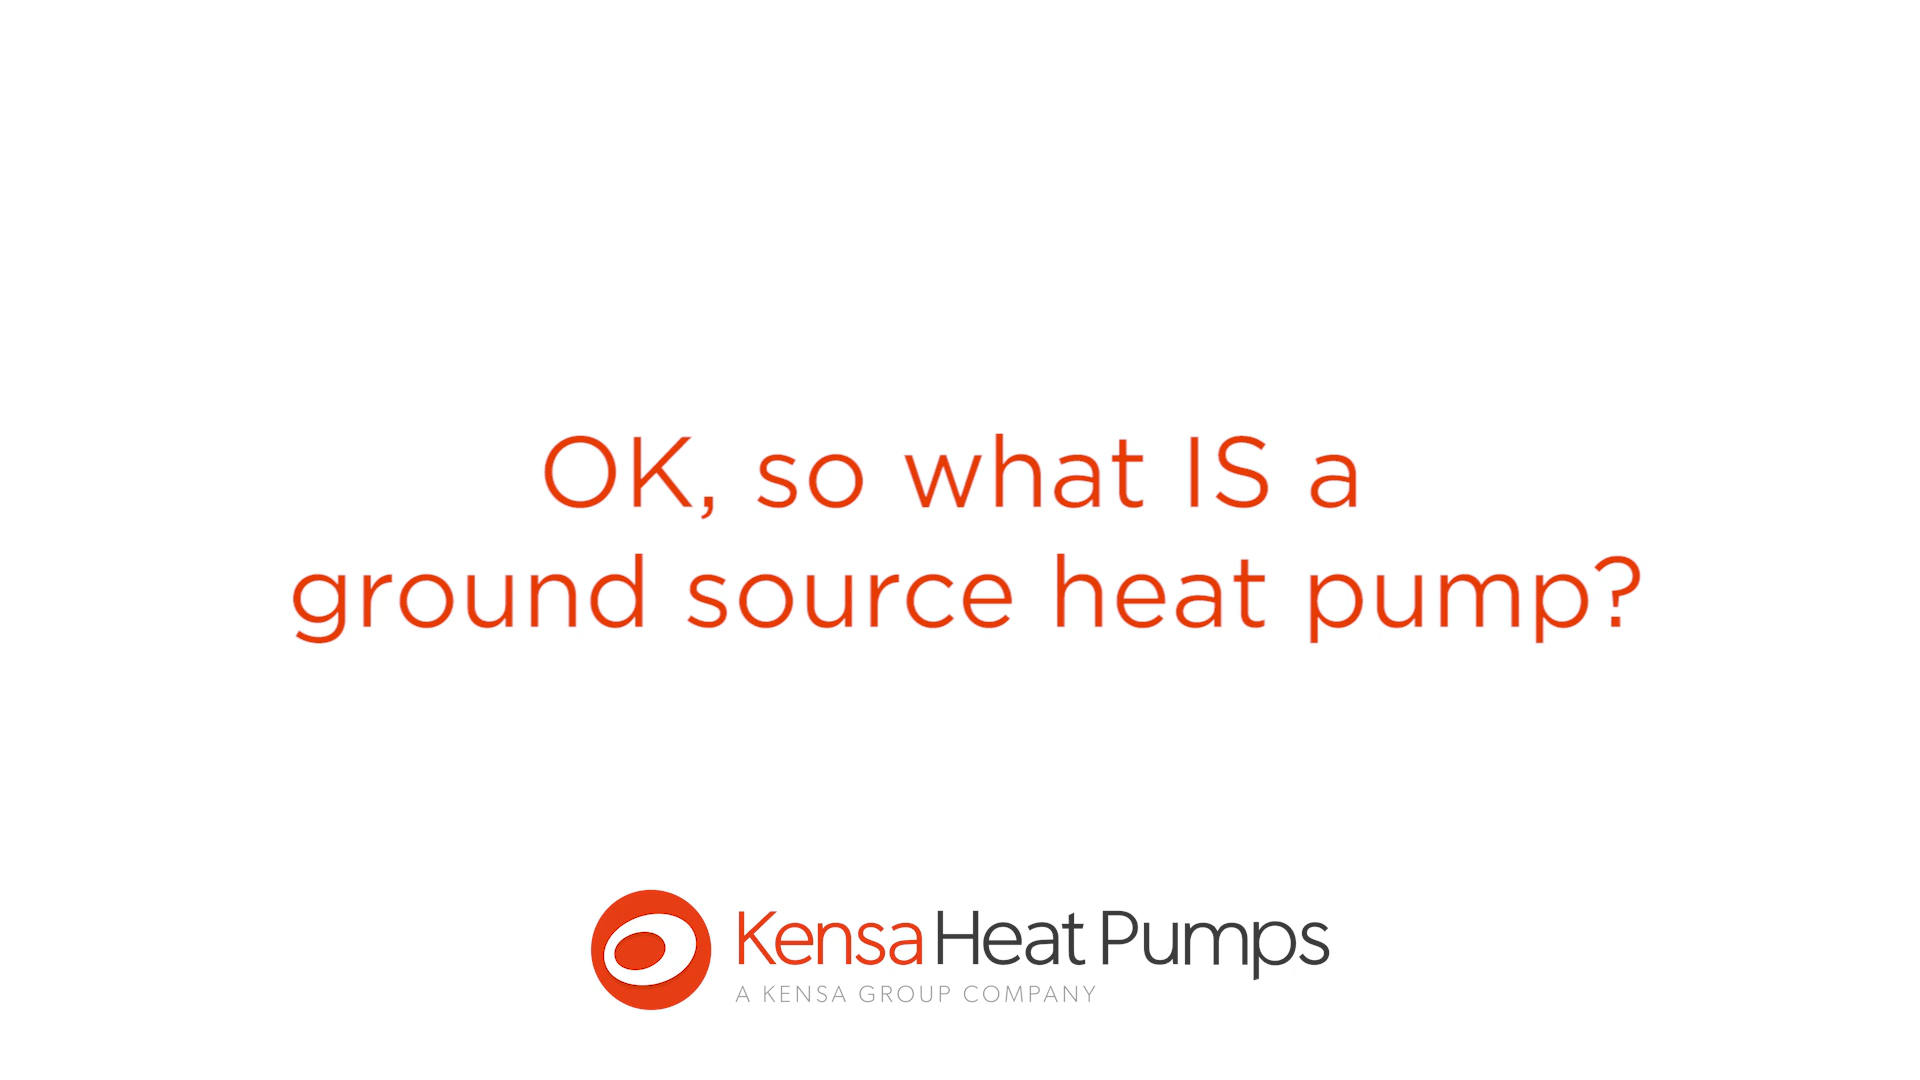 OK, so what IS a
ground source heat pump?
Kensa Heat Pumps
A KENSA GROUP COMPANY